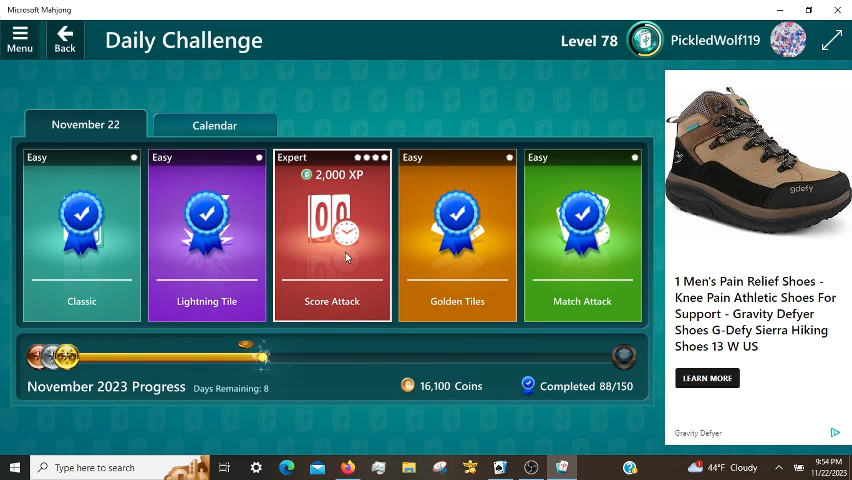 Microsoft Mahjong
Menu
Back
Daily Challenge
Level 78
PickledWolf119
November 22
Calendar
Easy
Easy
Expert
Easy
Easy
2,000 XP
00
Classic
Lightning Tile
Score Attack
Golden Tiles
Match Attack
November 2023 Progress
Days Remaining: 8
16,100 Coins
Completed 88/150
gdefy
1 Men's Pain Relief Shoes -
Knee Pain Athletic Shoes For
Support - Gravity Defyer
Shoes G-Defy Sierra Hiking
Shoes 13 W US
LEARN MORE
Gravity Defyer
Type here to search
44°F Cloudy
9:54 PM
11/22/2023